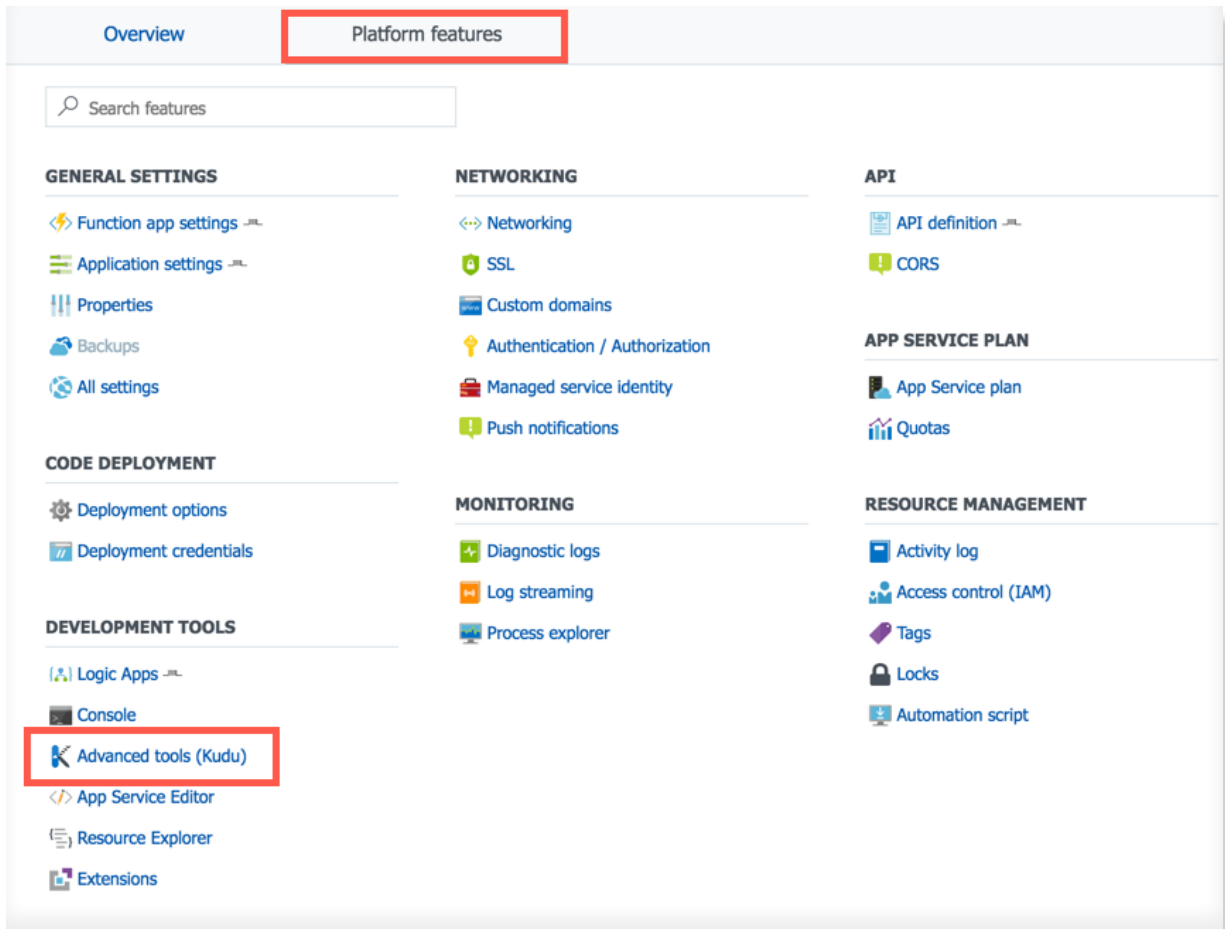 Overview
Platform features
Search features
GENERAL SETTINGS
Function app settings
Application settings
Properties
Backups
All settings
CODE DEPLOYMENT
Deployment options
Deployment credentials
DEVELOPMENT TOOLS
Logic Apps
Console
Advanced tools (Kudu)
App Service Editor
Resource Explorer
Extensions
NETWORKING
Networking
SSL
Custom domains
Authentication / Authorization
Managed service identity
Push notifications
MONITORING
Diagnostic logs
Log streaming
Process explorer
API
API definition
CORS
APP SERVICE PLAN
App Service plan
Quotas
RESOURCE MANAGEMENT
Activity log
Access control (IAM)
Tags
Locks
Automation script